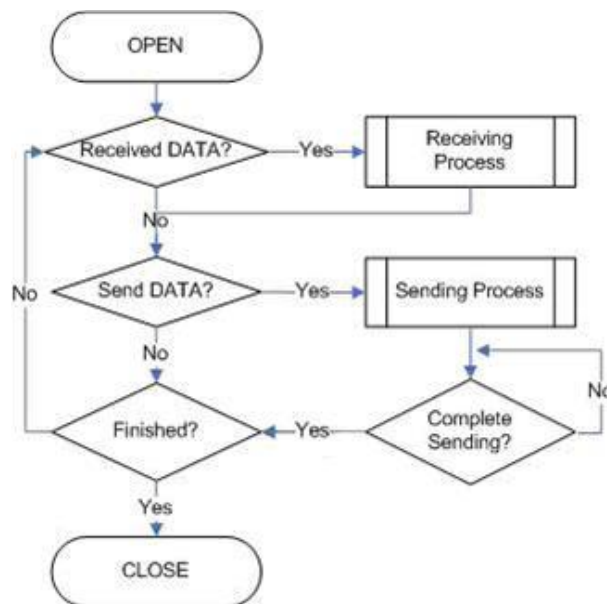 OPEN
Received DATA?
Yes
Receiving
Process
No
Send DATA?
Yes
Sending Process
No
No
No
Finished?
Yes
Complete
Sending?
Yes
CLOSE